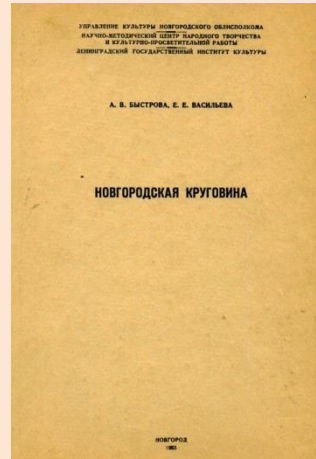 УПРАВЛЕНИЕ КУЛЬТУРЫ НОВГОРОДСКОГО ОБЛИСПОЛКОМА
НАУЧНО-МЕТОДИЧЕСКИЙ ЦЕНТР НАРОДНОГО ТВОРЧЕСТВА
И КУЛЬТУРНО-ПРОСВЕТИТЕЛЬНОЙ РАБОТЫ
ЛЕНИНГРАДСКИЙ ГОСУДАРСТВЕННЫЙ ИНСТИТУТ КУЛЬТУРЫ
А. В. БЫСТРОВА, Е. Е. ВАСИЛЬЕВА
НОВГОРОДСКАЯ КРУГОВИНА
НОВГОРОД